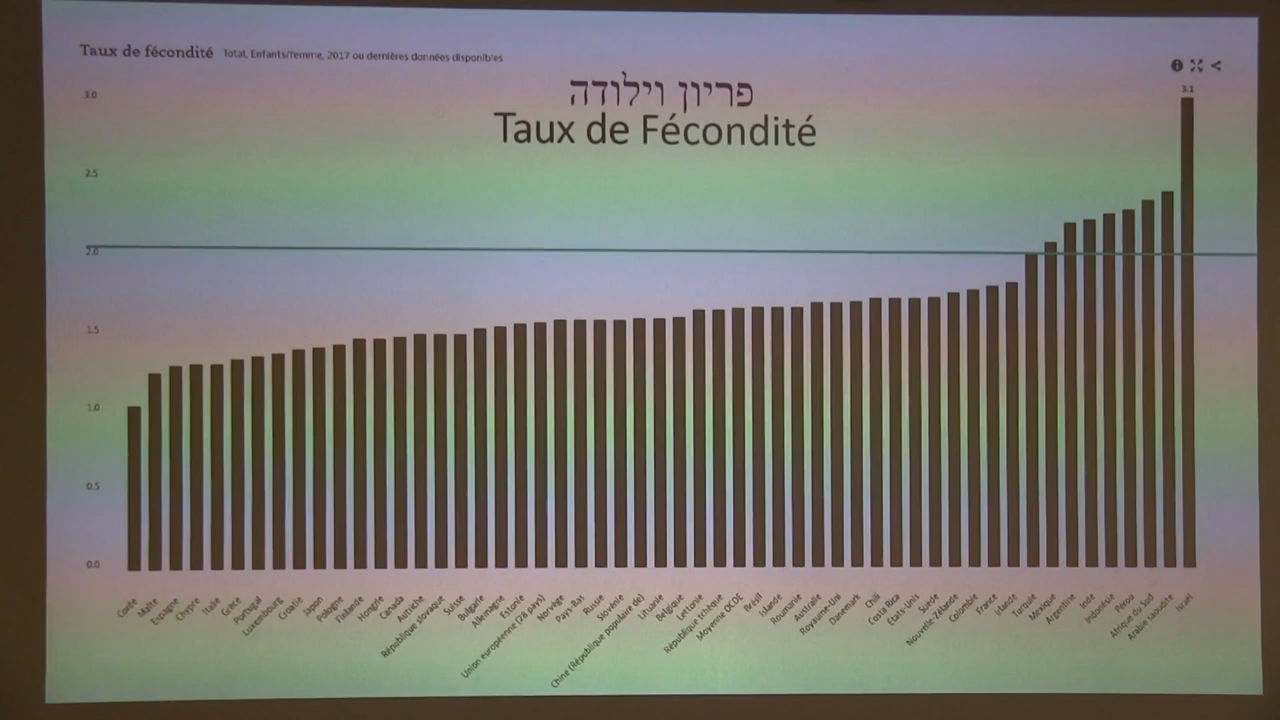 Taux de fécondité Total, Enfants/femme, 2017 ou dernières données disponibles
פריון וילודה
Taux de Fécondité
3.1
3.0
2.5
2.0
1.5
1.0
0.5
0.0
Corée
Malte
Espagne
Chypre
Italie
Grèce
Portugal
Luxembourg
Croatie
Japon
Pologne
Finlande
Hongrie
Canada
Autriche
République slovaque
Suisse
Bulgarie
Allemagne
Estonie
Union européenne (28 pays)
Norvège
Pays-Bas
Russie
Slovénie
Chine (République populaire de)
Lituanie
Belgique
Lettonie
République tchèque
Moyenne OCDE
Brésil
Islande
Roumanie
Australie
Royaume-Uni
Danemark
Chili
Costa Rica
États-Unis
Suède
Nouvelle-Zélande
Colombie
France
Irlande
Turquie
Mexique
Argentine
Inde
Indonésie
Pérou
Afrique du Sud
Arabie saoudite
Israël